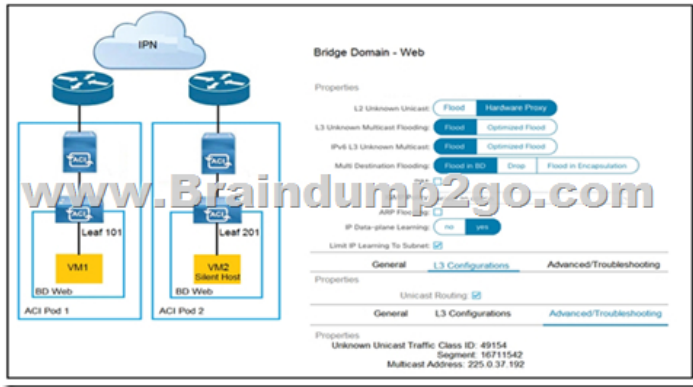 IPN
ACI
ACI
Leaf 101
Leaf 201
VM1
VM2
Silent Host
BD Web
BD Web
ACI Pod 1
ACI Pod 2
Bridge Domain - Web
Properties
L2 Unknown Unicast: Flood Hardware Proxy
L3 Unknown Multicast Flooding: Flood Optimized Flood
IPv6 L3 Unknown Multicast: Flood Optimized Flood
Multi Destination Flooding: Flood in BD Drop Flood in Encapsulation
www.Braindump2go.com
ARP Flooding:
IP Data-plane Learning: no yes
Limit IP Learning To Subnet:
General L3 Configurations Advanced/Troubleshooting
Properties
Unicast Routing:
General L3 Configurations Advanced/Troubleshooting
Properties
Unknown Unicast Traffic Class ID: 49154
Segment: 16711542
Multicast Address: 225.0.37.192